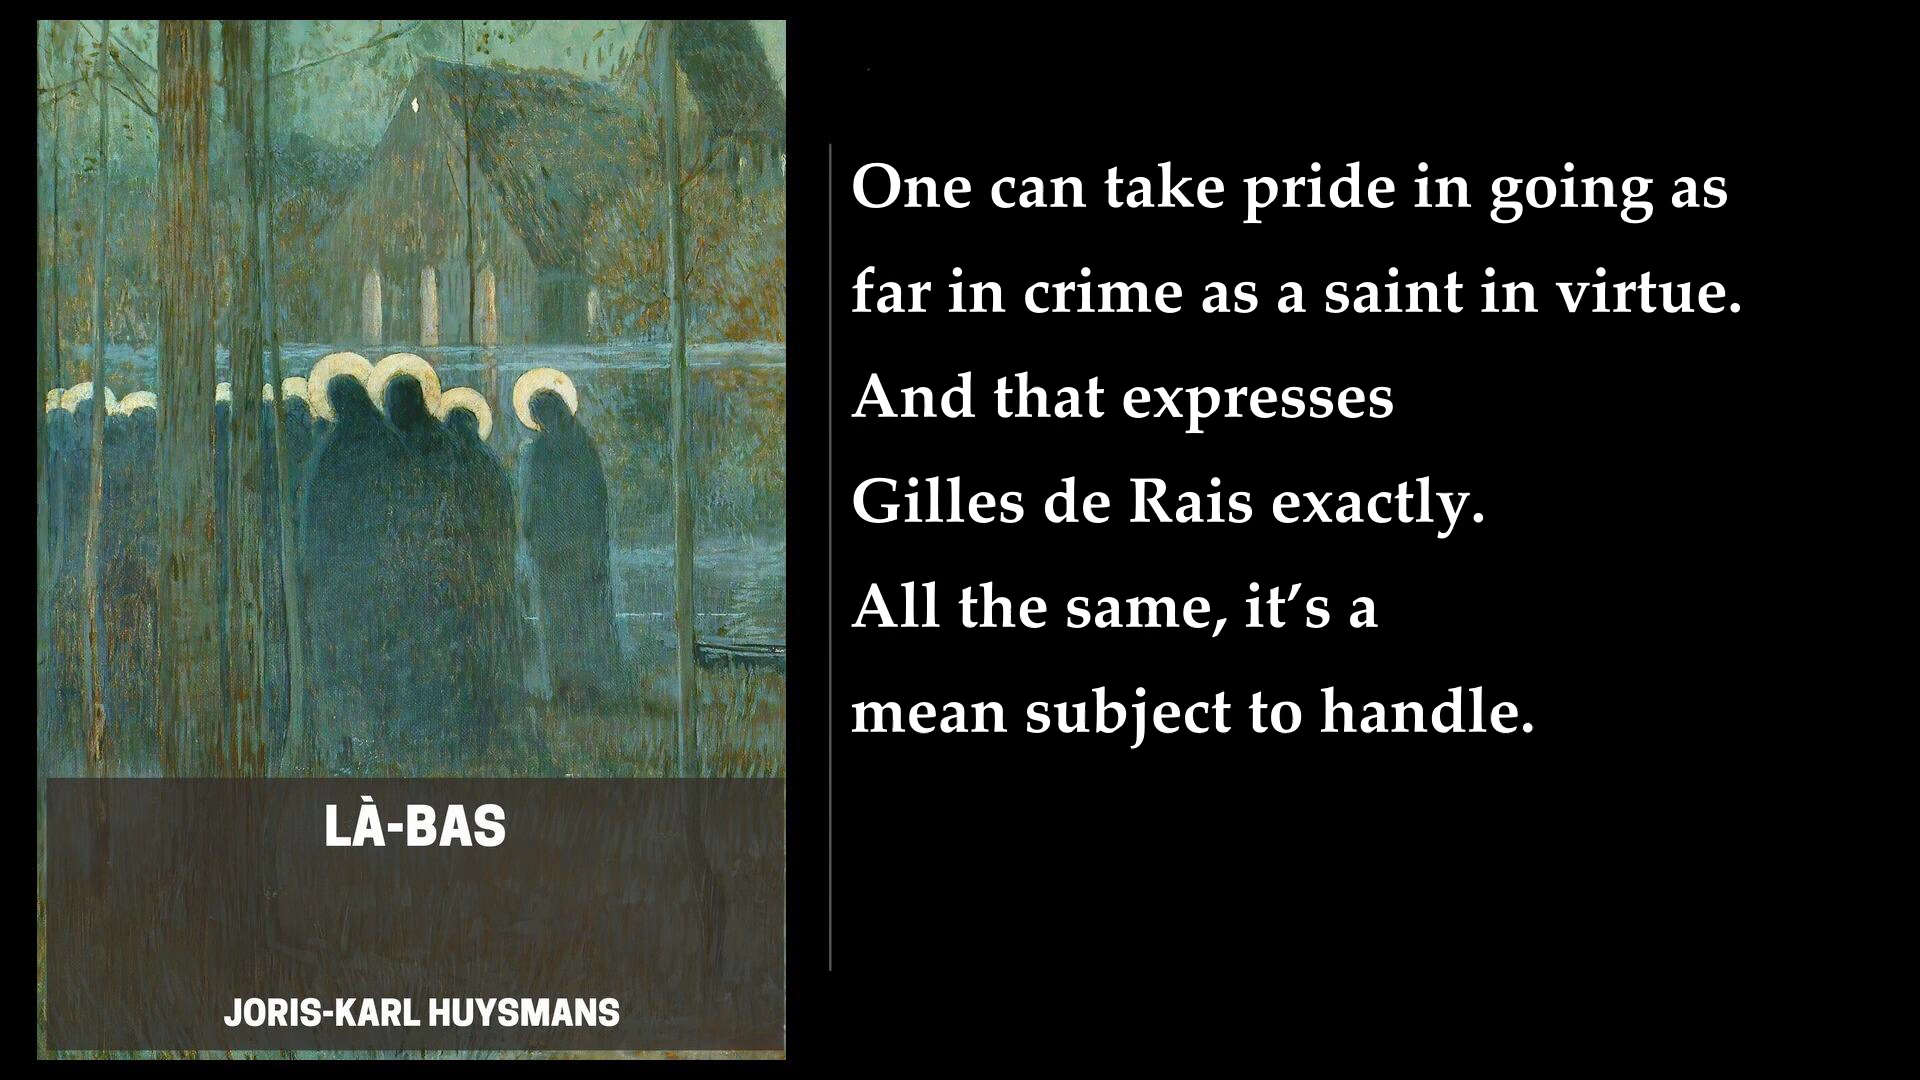 LÀ-BAS
JORIS-KARL HUYSMANS
One can take pride in going as
far in crime as a saint in virtue.
And that expresses
Gilles de Rais exactly.
All the same, it’s a
mean subject to handle.